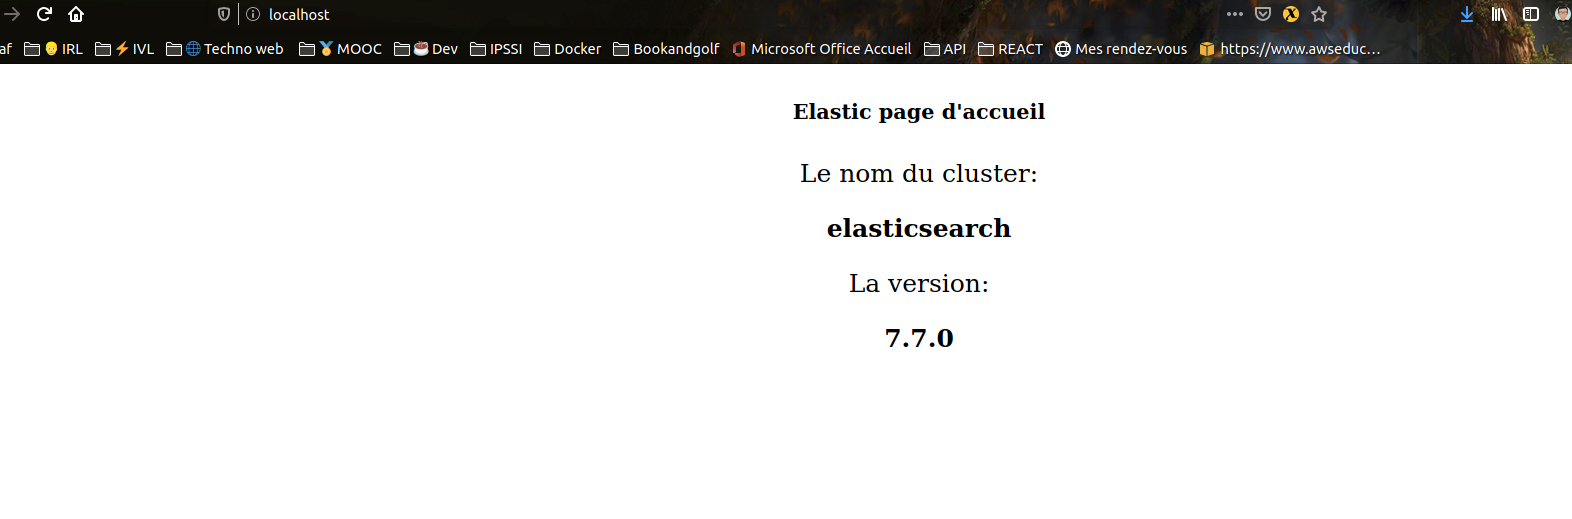 localhost
af IRL IVL Techno web MOOC Dev IPSSI Docker Bookandgolf Microsoft Office Accueil API REACT Mes rendez-vous https://www.awseduc…
Elastic page d'accueil
Le nom du cluster:
elasticsearch
La version:
7.7.0